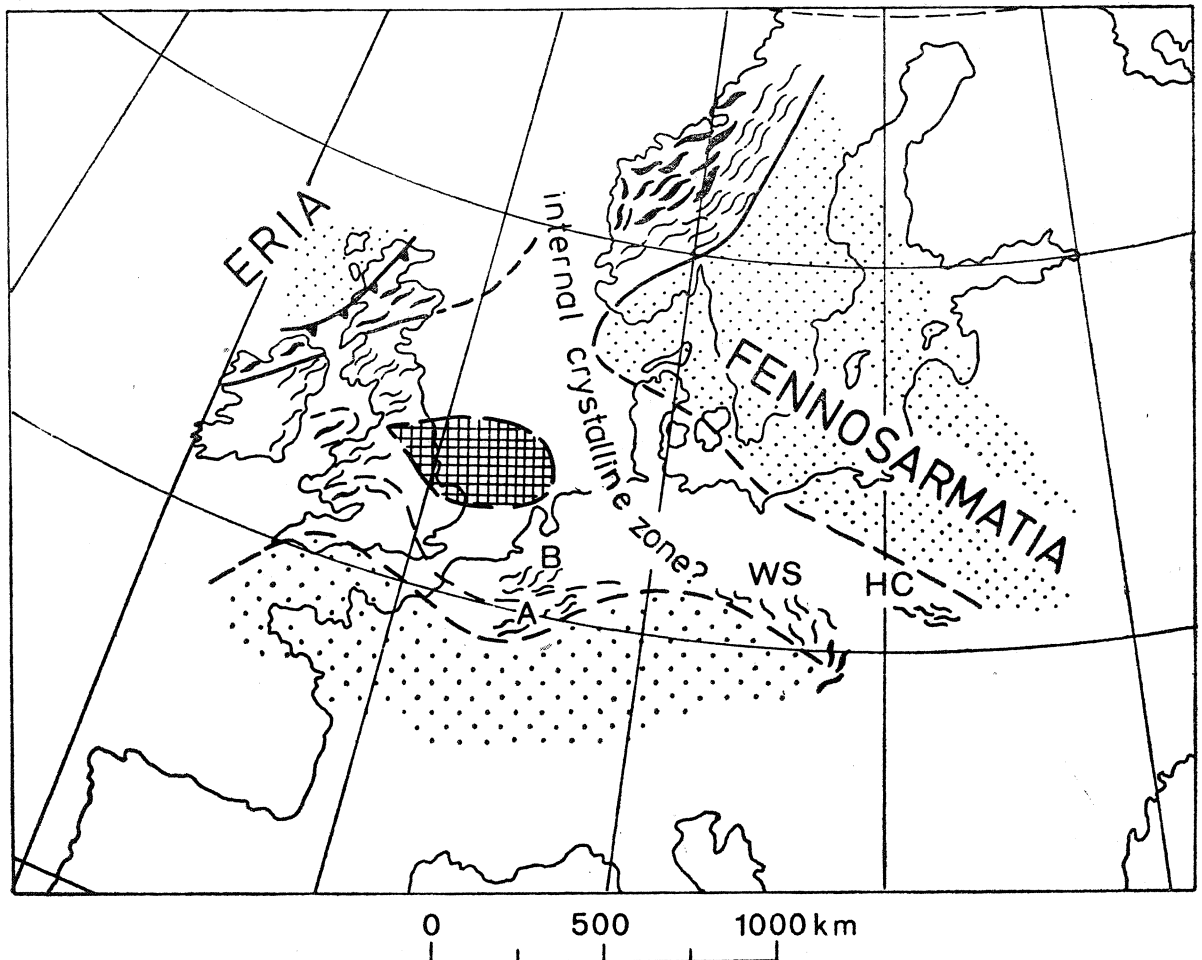 ERIA
internal crystalline zone?
FENNOSARMATIA
B
A
WS
HC
0 500 1000 km